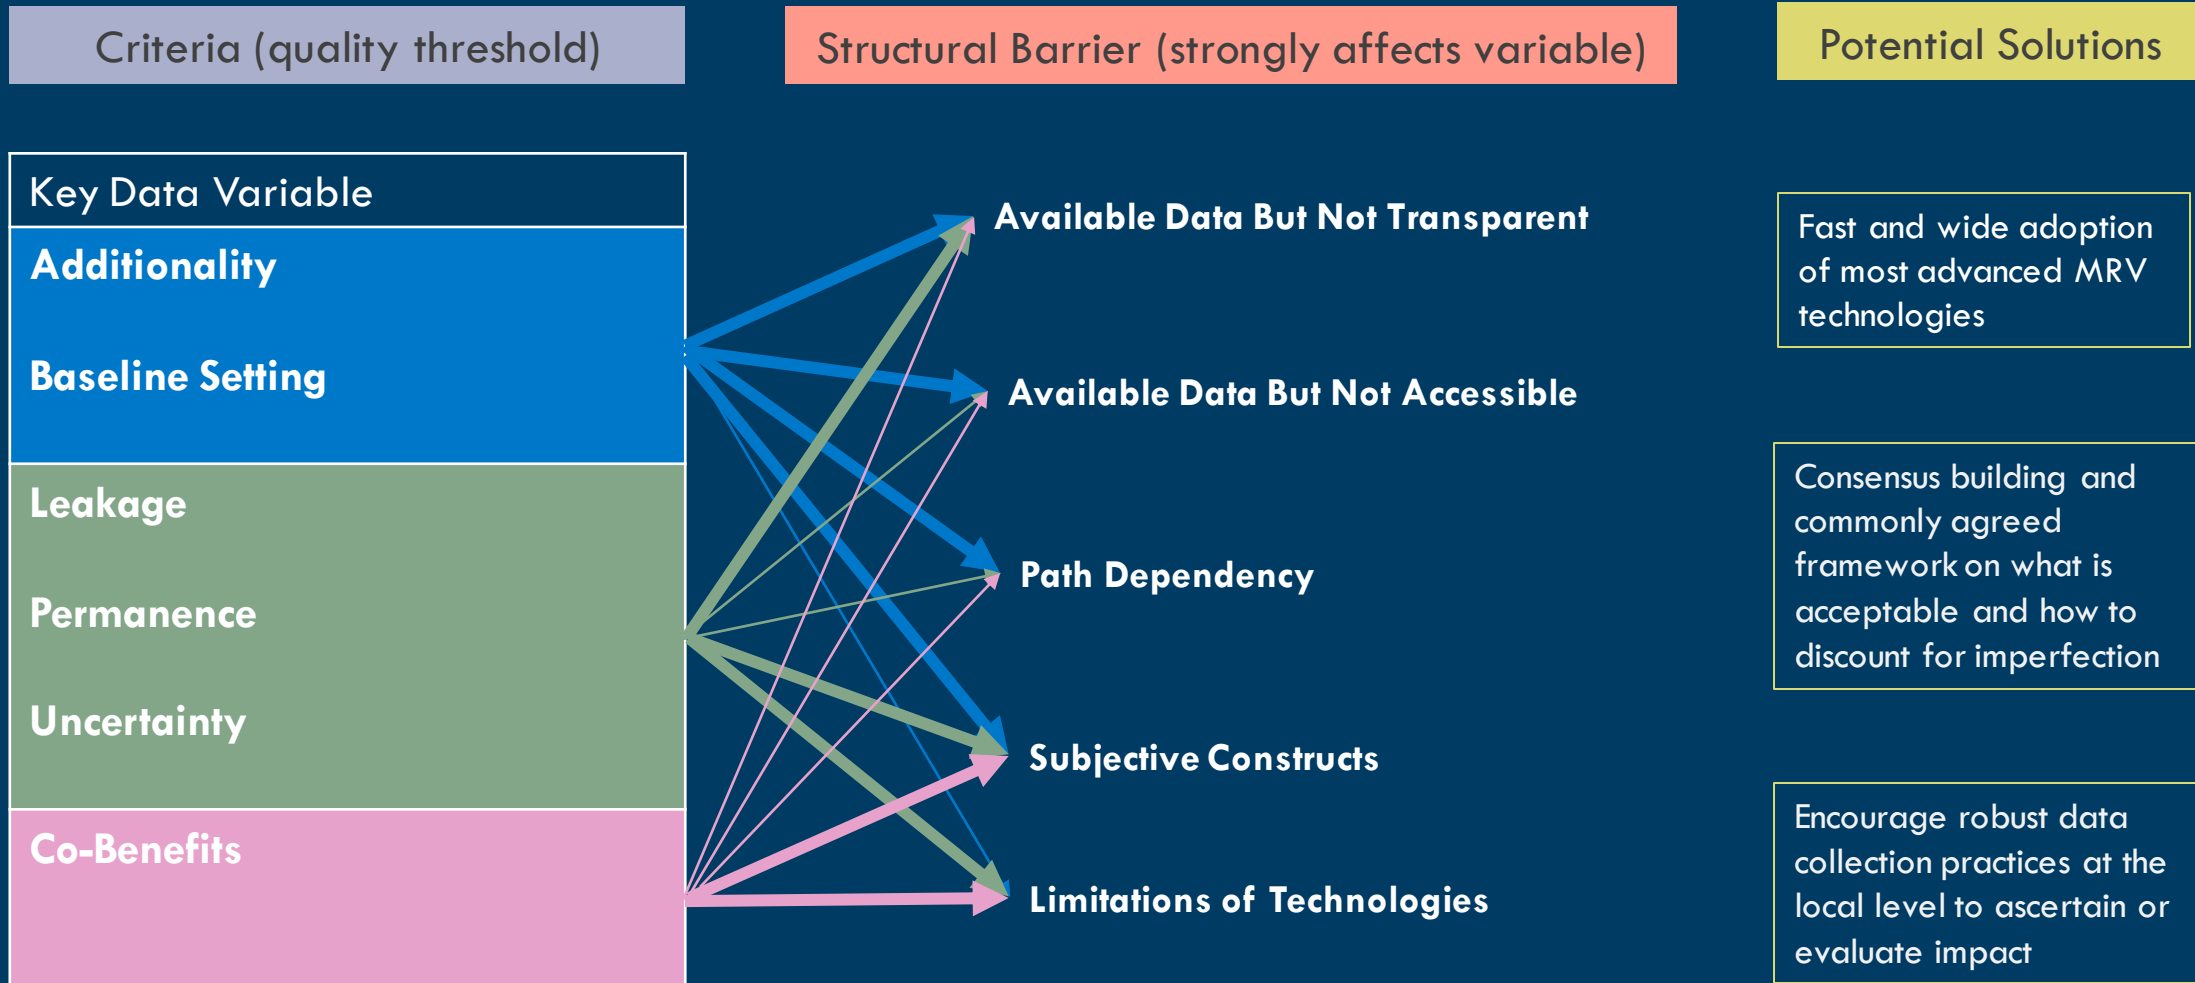 Criteria (quality threshold)
Structural Barrier (strongly affects variable)
Potential Solutions
Key Data Variable
Additionality
Baseline Setting
Leakage
Permanence
Uncertainty
Co-Benefits
Available Data But Not Transparent
Available Data But Not Accessible
Path Dependency
Subjective Constructs
Limitations of Technologies
Fast and wide adoption
of most advanced MRV
technologies
Consensus building and
commonly agreed
framework on what is
acceptable and how to
discount for imperfection
Encourage robust data
collection practices at the
local level to ascertain or
evaluate impact